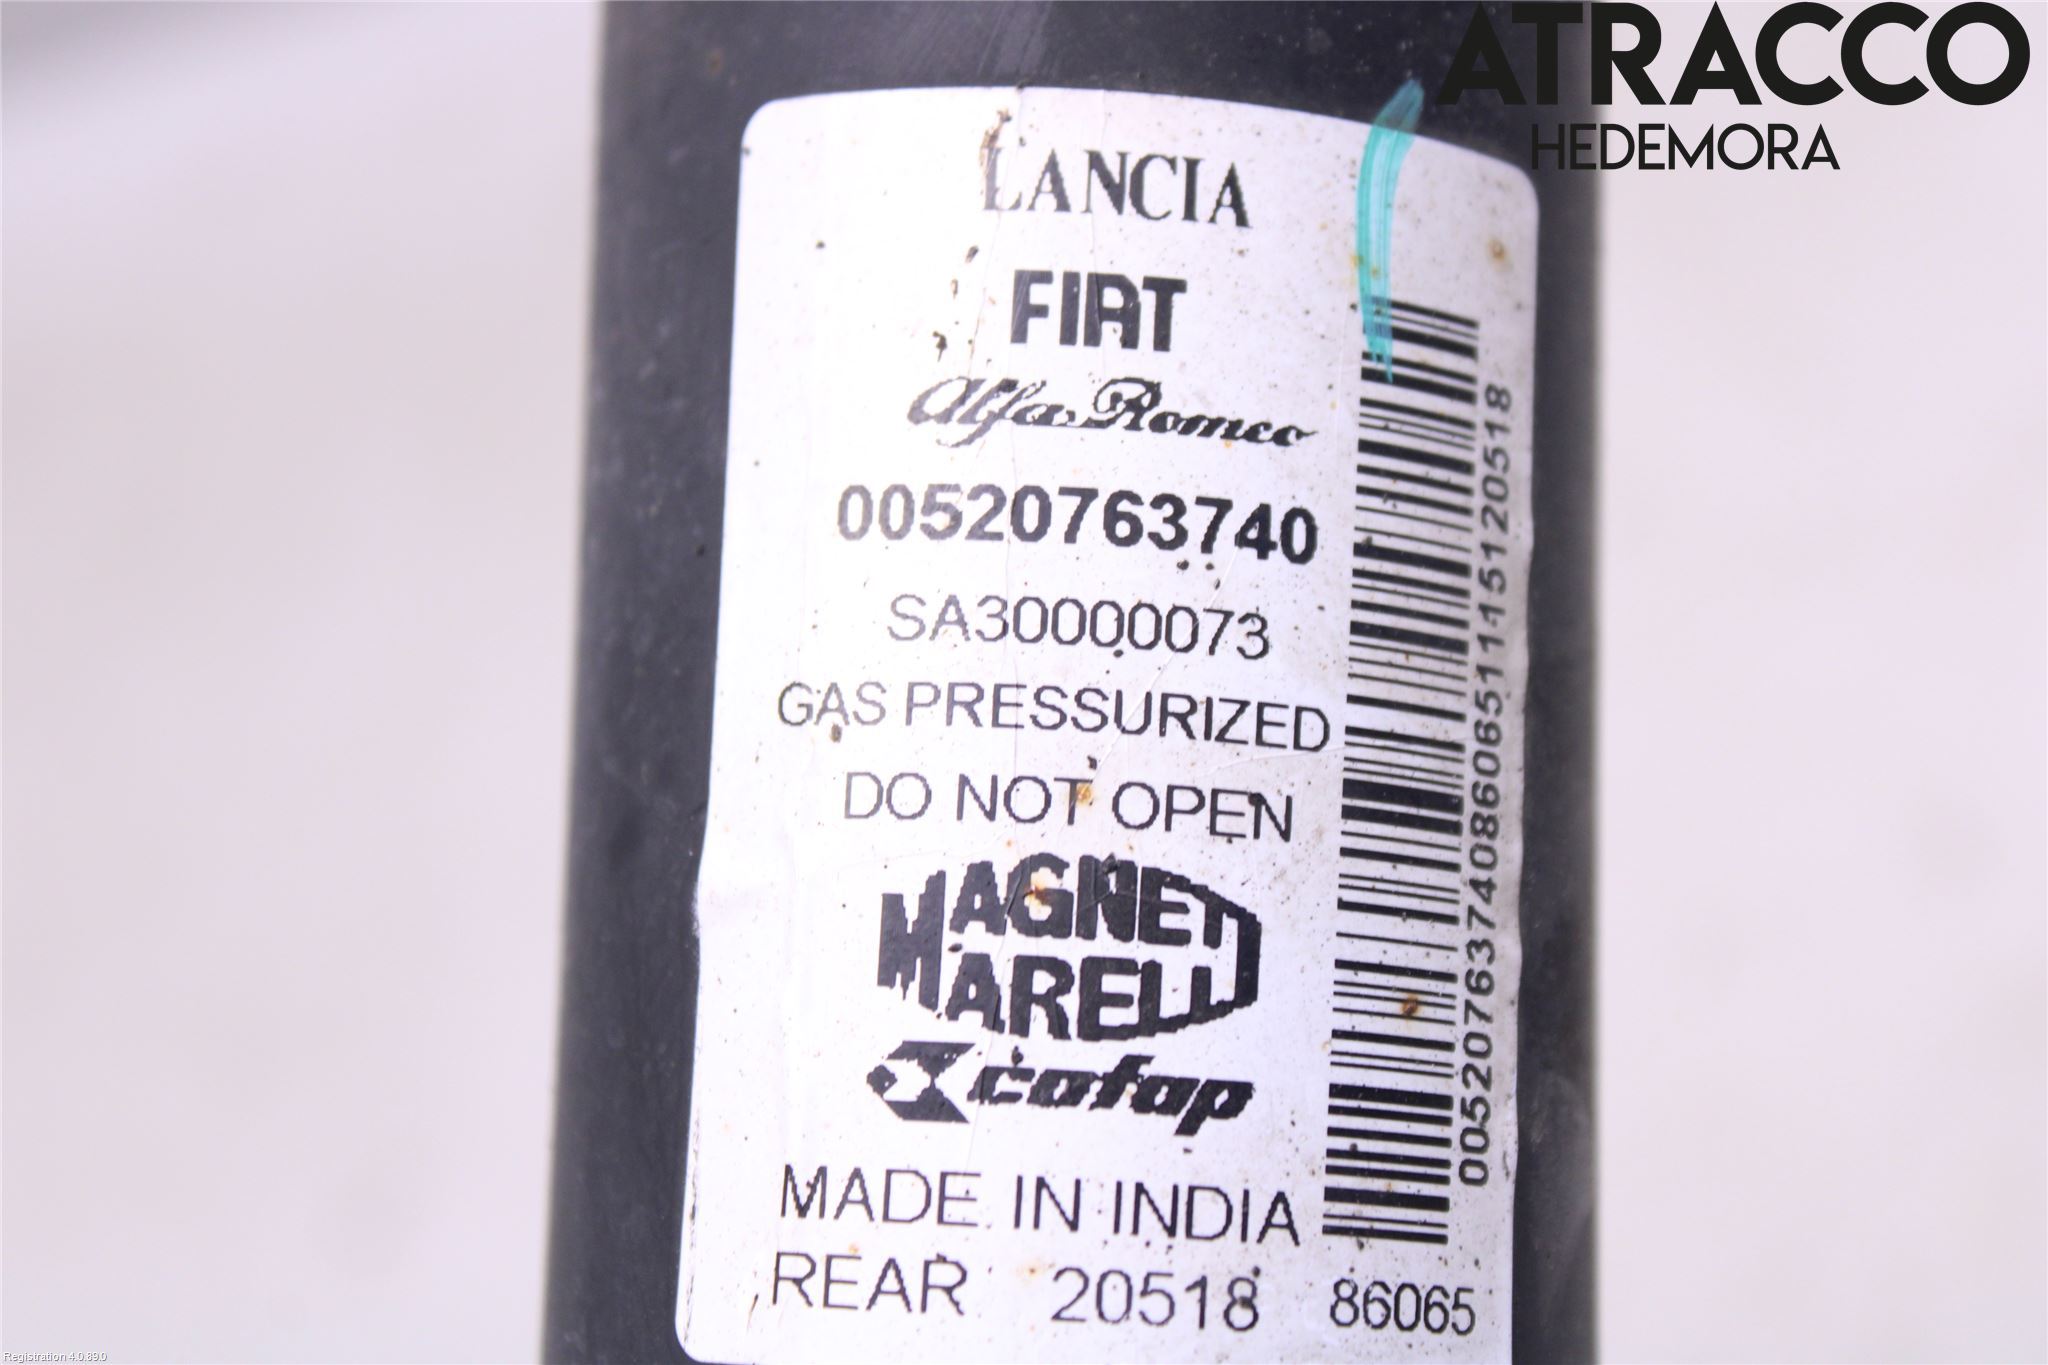 ATRACCO
HEDEMORA
LANCIA
FIAT
Alfa Romeo
00520763740
SA30000073
GAS PRESSURIZED
DO NOT OPEN
MAGNETI
MARELLI
cofap
MADE IN INDIA
REAR 20518 86065
00520763740860651115120518
Registration 4.0.89.0